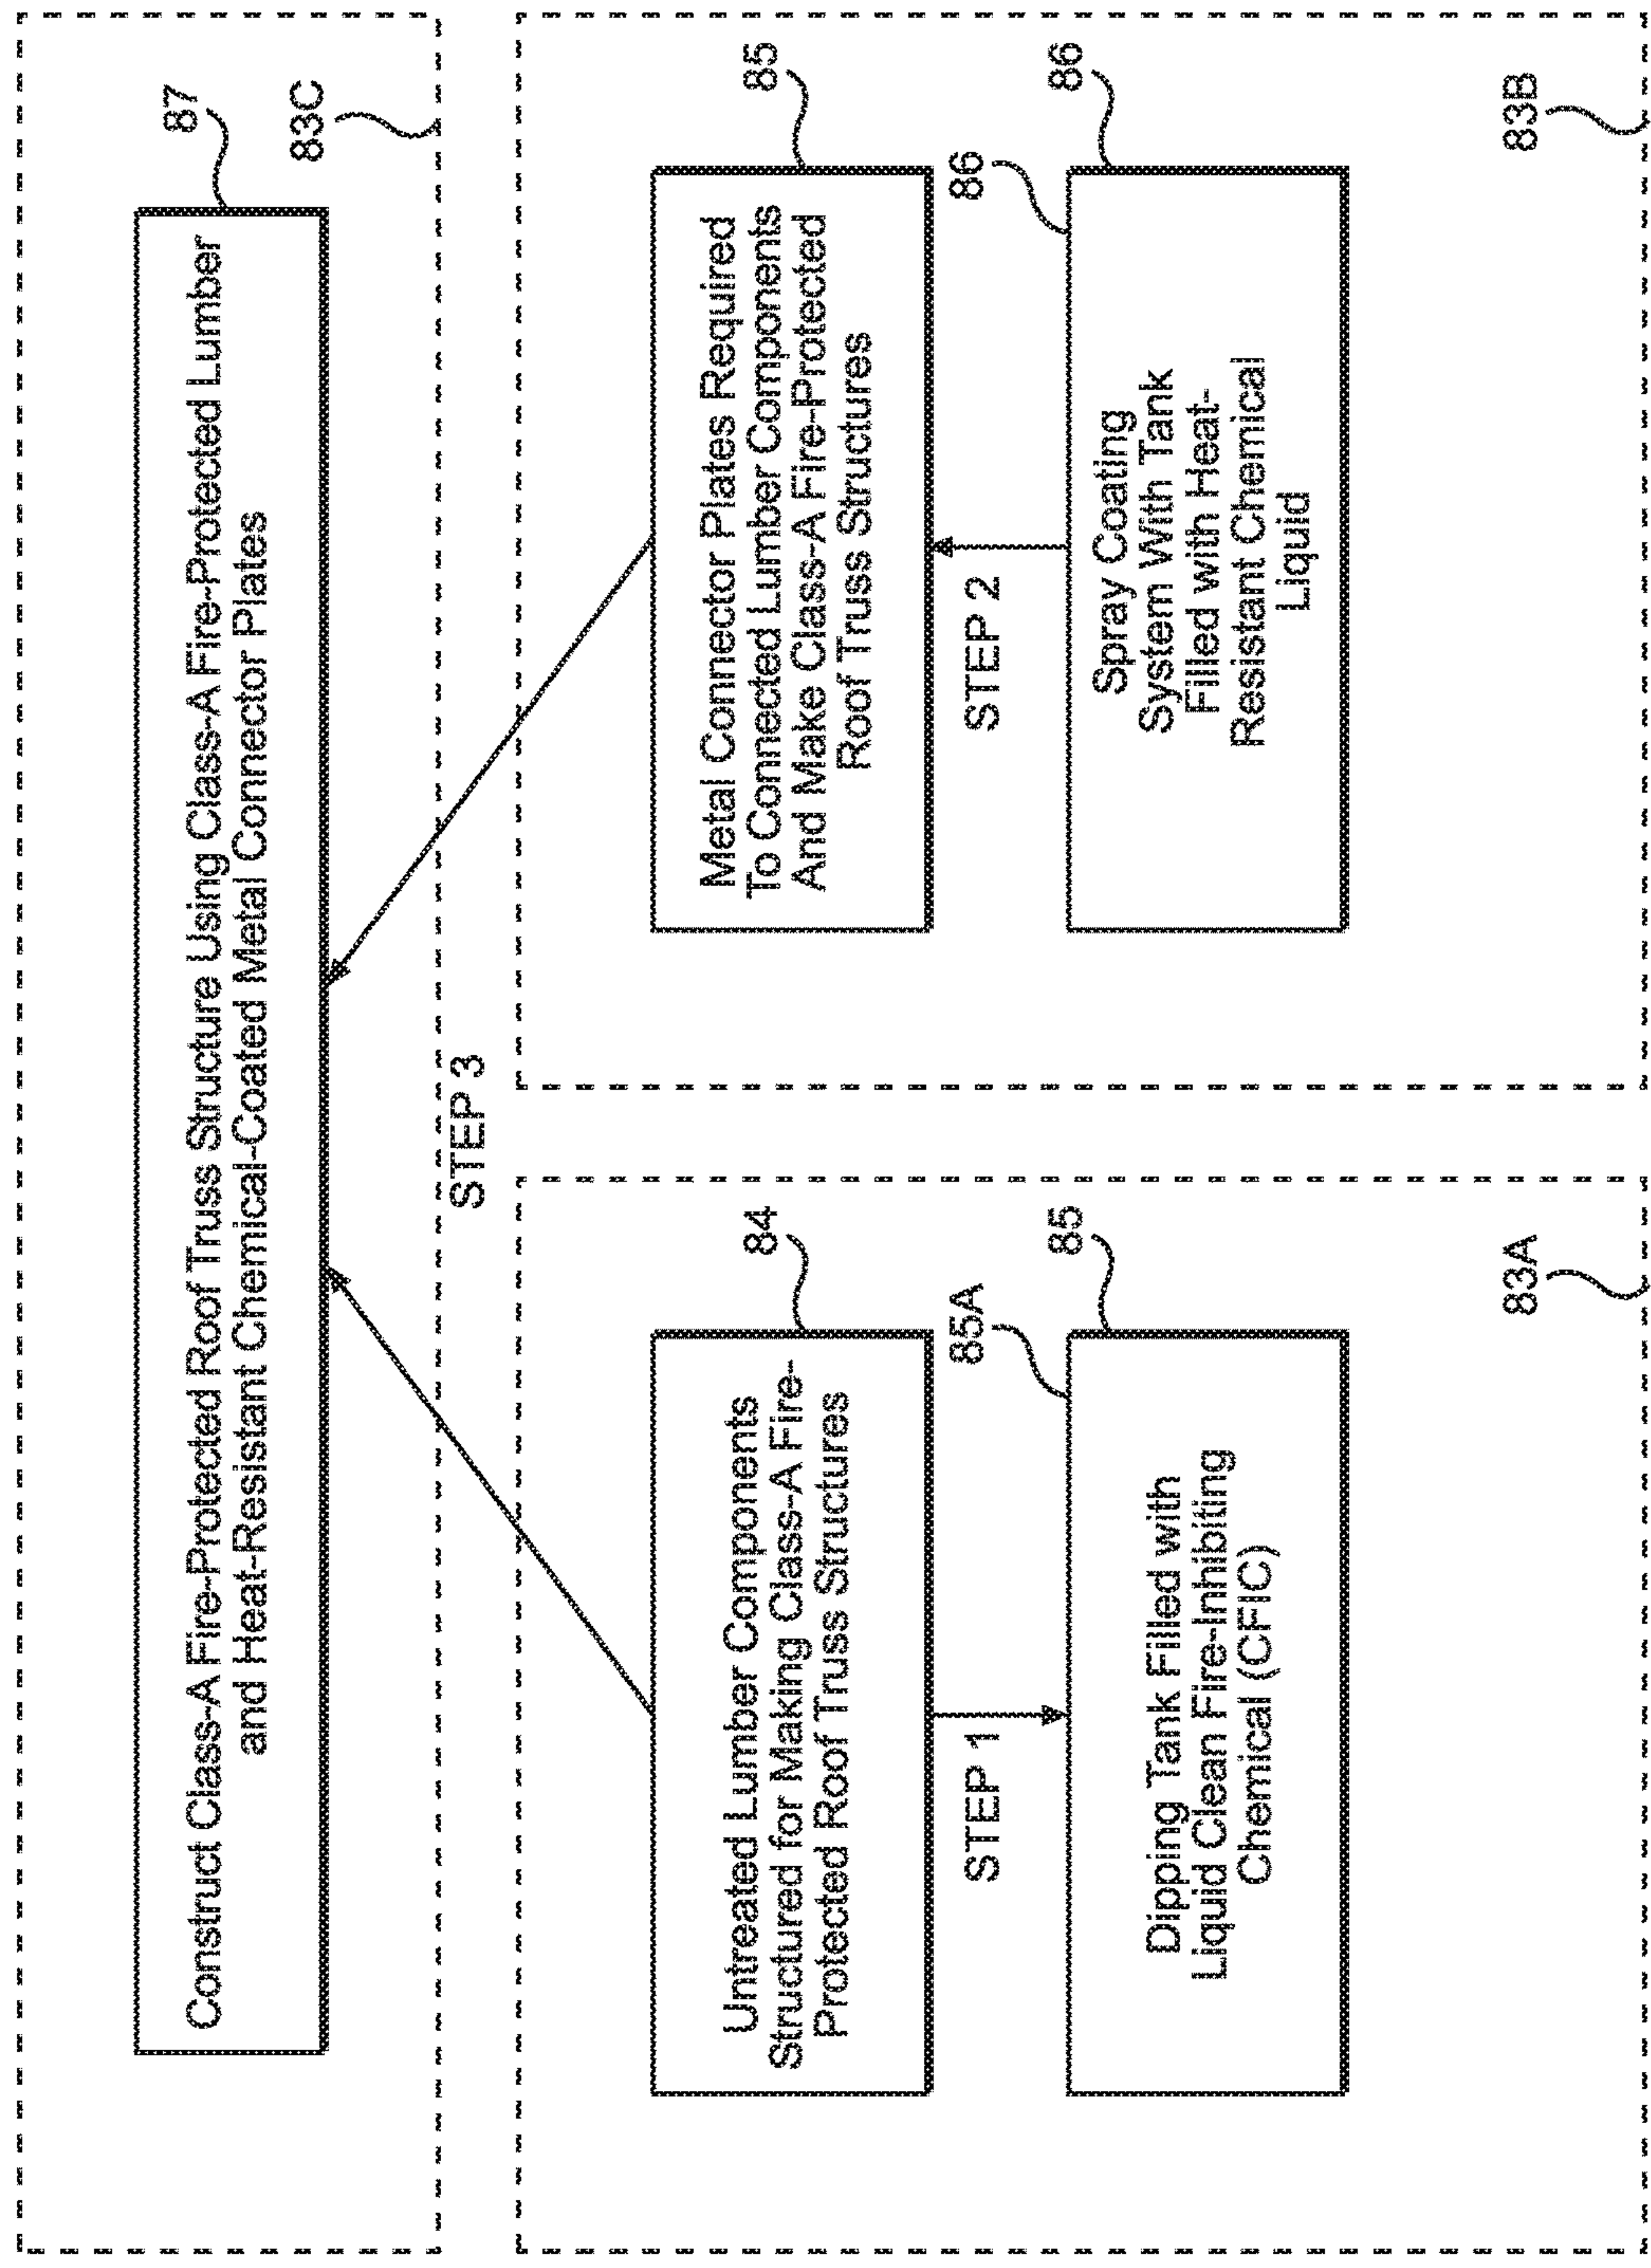 Construct Class-A Fire-Protected Roof Truss Structure Using Class-A Fire-Protected Lumber
and Heat-Resistant Chemical-Coated Metal Connector Plates
87
83C
STEP 3
Untreated Lumber Components
Structured for Making Class-A Fire-
Protected Roof Truss Structures
84
STEP 1
85A
Dipping Tank Filled with
Liquid Clean Fire-Inhibiting
Chemical (CFIC)
85
83A
Metal Connector Plates Required
To Connected Lumber Components
And Make Class-A Fire-Protected
Roof Truss Structures
85
STEP 2
86
Spray Coating
System With Tank
Filled with Heat-
Resistant Chemical
Liquid
86
83B